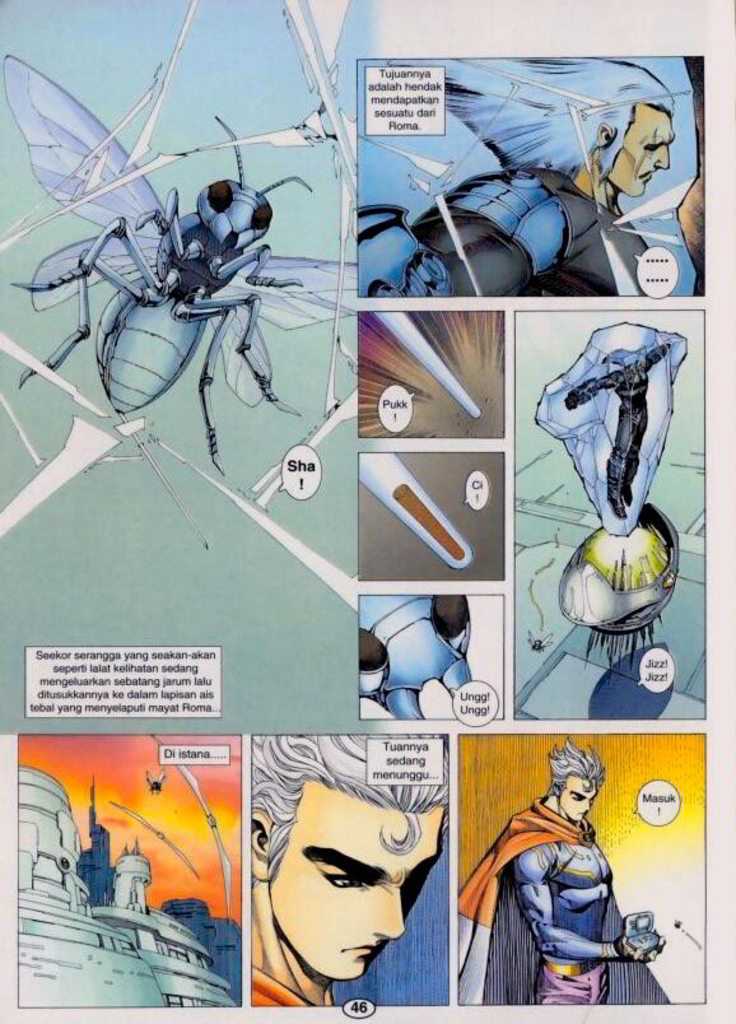 Tujuannya
adalah hendak
mendapatkan
sesuatu dari
Roma.
.....
.....
Sha
!
Pukk
!
Ci
!
Seekor serangga yang seakan-akan
seperti lalat kelihatan sedang
mengeluarkan sebatang jarum lalu
ditusukkannya ke dalam lapisan ais
tebal yang menyelaputi mayat Roma...
Ungg!
Ungg!
Jizz!
Jizz!
Di istana.....
Tuannya
sedang
menunggu...
Masuk
!
46